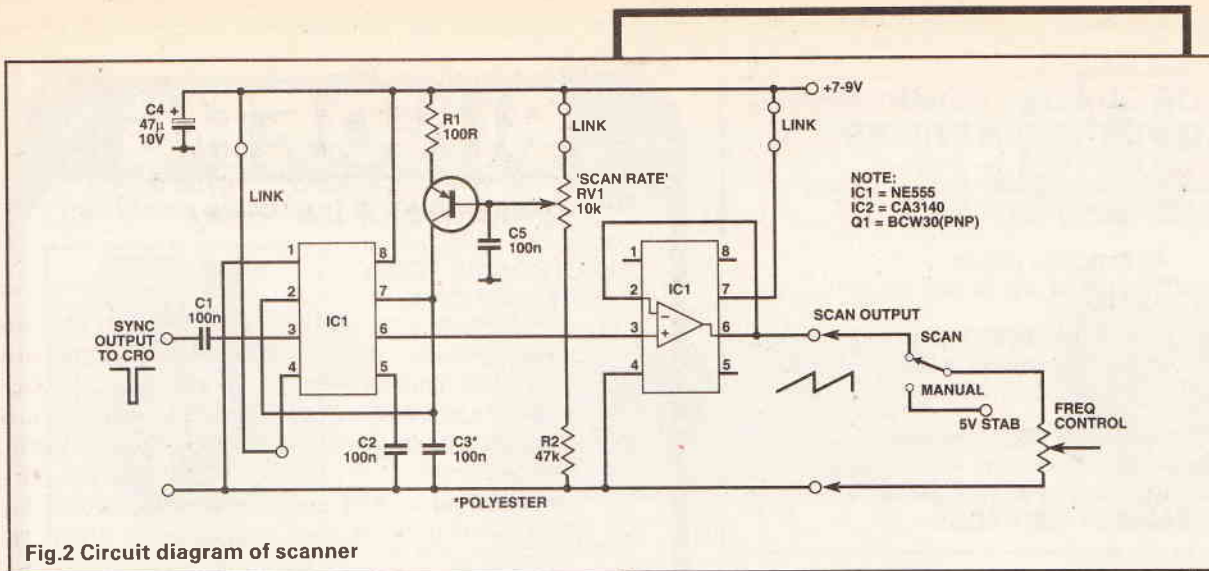 C4 +
47µ
10V
LINK
R1
100R
LINK
'SCAN RATE'
RV1
10k
C5
100n
+7-9V
LINK
NOTE:
IC1 = NE555
IC2 = CA3140
Q1 = BCW30(PNP)
SYNC
OUTPUT
TO CRO
C1
100n
1
2
3
4
IC1
8
7
6
5
C2
100n
C3*
100n
*POLYESTER
R2
47k
1
2
3
4
IC1
-
+
8
7
6
5
SCAN OUTPUT
SCAN
MANUAL
5V STAB
FREQ
CONTROL
Fig.2 Circuit diagram of scanner